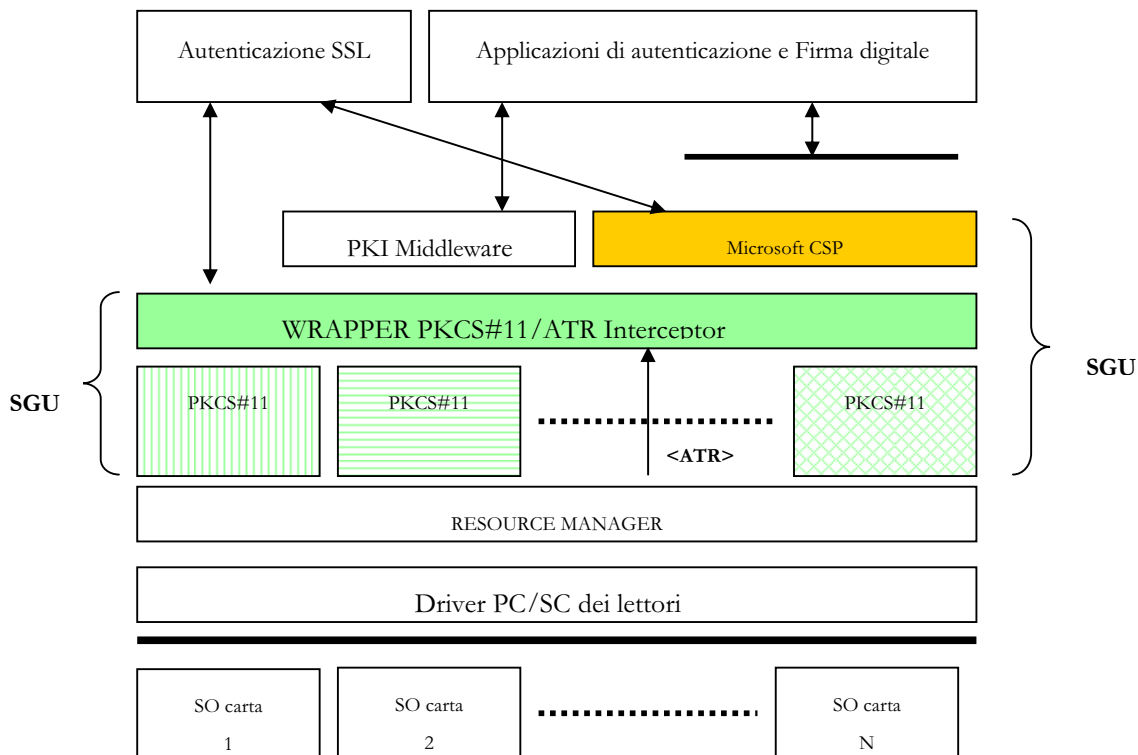 Autenticazione SSL
Applicazioni di autenticazione e Firma digitale
PKI Middleware
Microsoft CSP
WRAPPER PKCS#11/ATR Interceptor
SGU
SGU
PKCS#11
PKCS#11
PKCS#11
<ATR>
RESOURCE MANAGER
Driver PC/SC dei lettori
SO carta
1
SO carta
2
SO carta
N